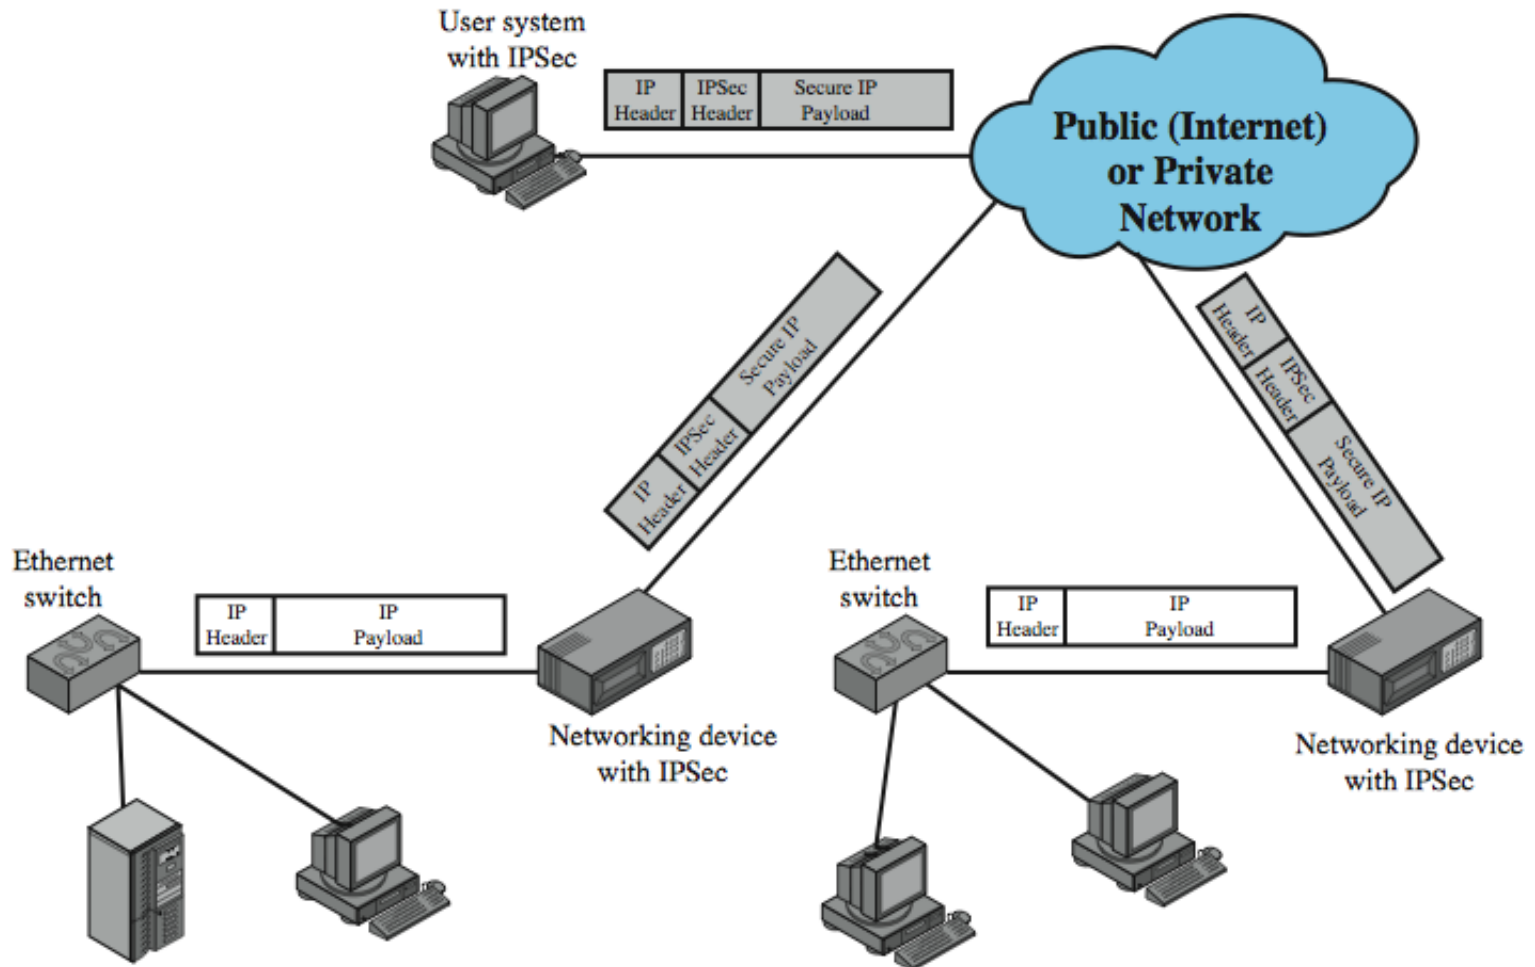 User system
with IPSec
IP
Header
IPSec
Header
Secure IP
Payload
Public (Internet)
or Private
Network
Secure IP
Payload
IPSec
Header
IP
Header
IP
Header
IPSec
Header
Secure IP
Payload
Ethernet
switch
IP
Header
IP
Payload
Networking device
with IPSec
Ethernet
switch
IP
Header
IP
Payload
Networking device
with IPSec